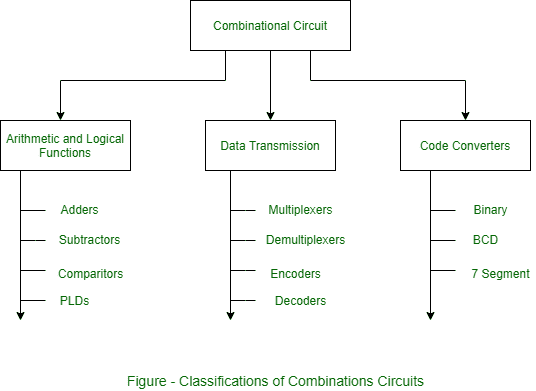 Combinational Circuit
Arithmetic and Logical
Functions
Data Transmission
Code Converters
Adders
Subtractors
Comparitors
PLDs
Multiplexers
Demultiplexers
Encoders
Decoders
Binary
BCD
7 Segment
Figure - Classifications of Combinations Circuits